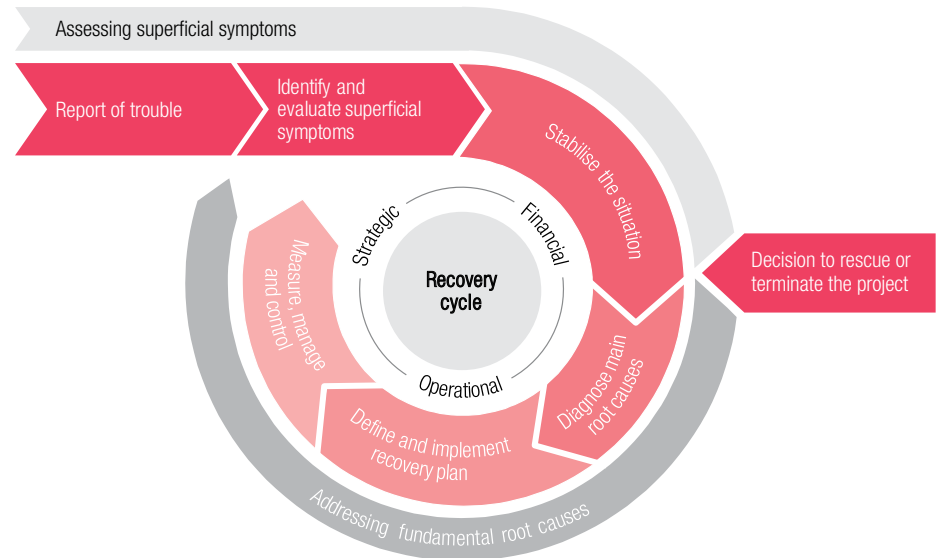 Assessing superficial symptoms
Report of trouble
Identify and
evaluate superficial
symptoms
Stabilise the situation
Strategic
Financial
Recovery
cycle
Operational
Decision to rescue or
terminate the project
Diagnose main
root causes
Define and implement
recovery plan
Measure, manage
and control
Addressing fundamental root causes